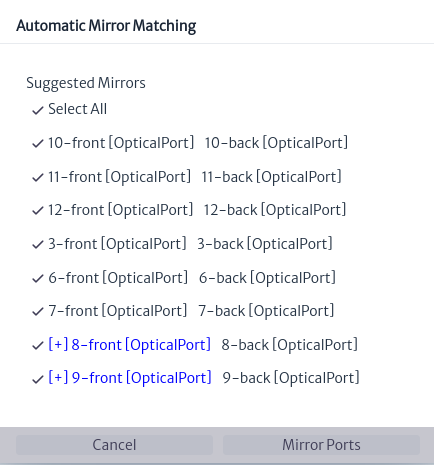 Automatic Mirror Matching
Suggested Mirrors
Select All
10-front [OpticalPort] 10-back [OpticalPort]
11-front [OpticalPort] 11-back [OpticalPort]
12-front [OpticalPort] 12-back [OpticalPort]
3-front [OpticalPort] 3-back [OpticalPort]
6-front [OpticalPort] 6-back [OpticalPort]
7-front [OpticalPort] 7-back [OpticalPort]
[+] 8-front [OpticalPort] 8-back [OpticalPort]
[+] 9-front [OpticalPort] 9-back [OpticalPort]
Cancel Mirror Ports